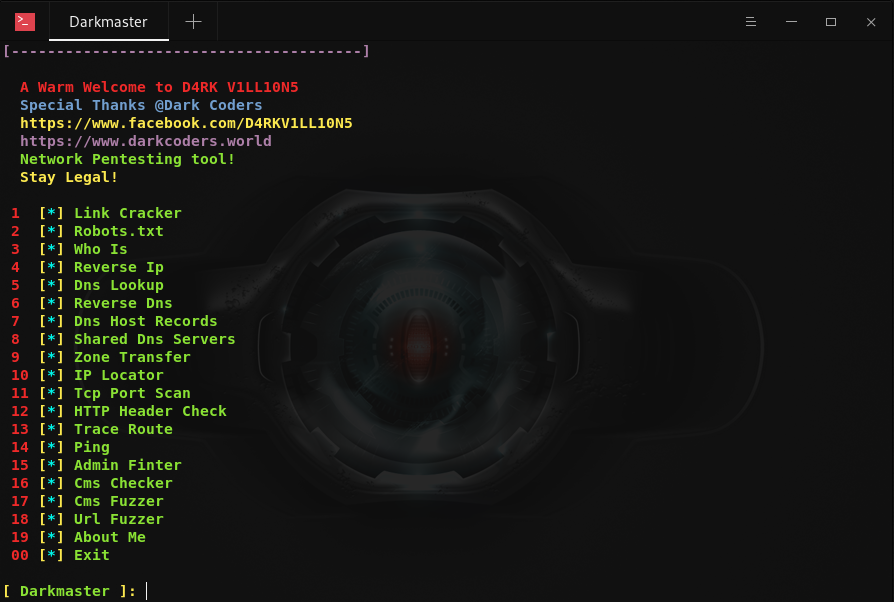 Darkmaster
[---------------------------------------]
A Warm Welcome to D4RK V1LL10N5
Special Thanks @Dark Coders
https://www.facebook.com/D4RKV1LL10N5
https://www.darkcoders.world
Network Pentesting tool!
Stay Legal!
1 [*] Link Cracker
2 [*] Robots.txt
3 [*] Who Is
4 [*] Reverse Ip
5 [*] Dns Lookup
6 [*] Reverse Dns
7 [*] Dns Host Records
8 [*] Shared Dns Servers
9 [*] Zone Transfer
10 [*] IP Locator
11 [*] Tcp Port Scan
12 [*] HTTP Header Check
13 [*] Trace Route
14 [*] Ping
15 [*] Admin Finter
16 [*] Cms Checker
17 [*] Cms Fuzzer
18 [*] Url Fuzzer
19 [*] About Me
00 [*] Exit
[ Darkmaster ]: